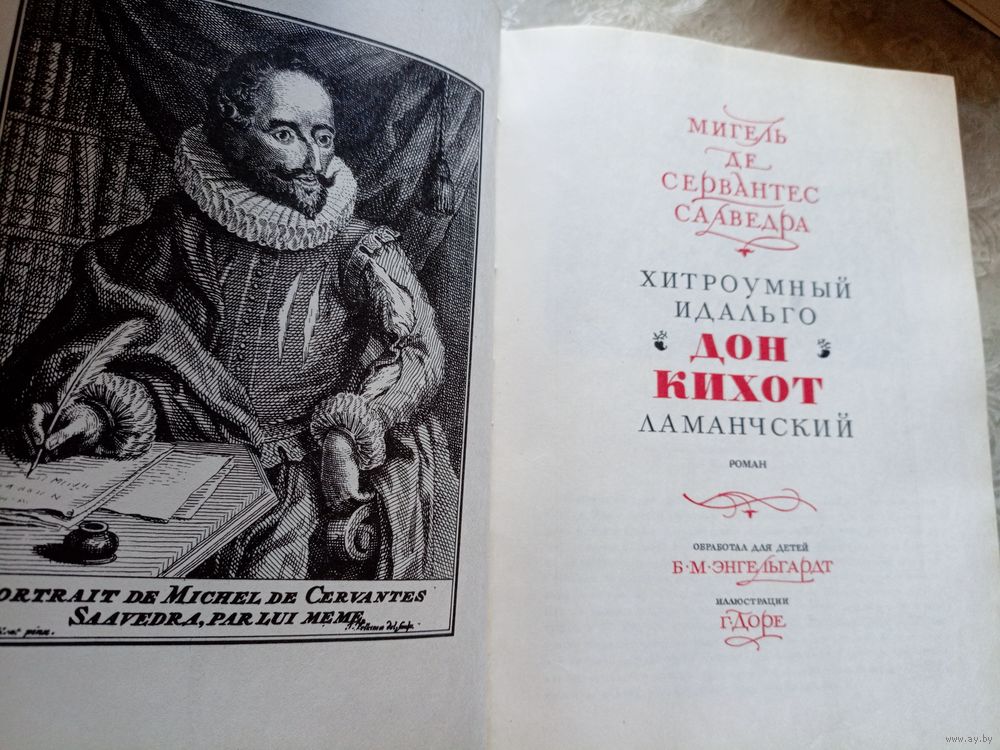 PORTRAIT DE MICHEL DE CERVANTES
SAAVEDRA, PAR LUI MEME.
МИГЕЛЬ
ДЕ
СЕРВАНТЕС
СААВЕДРА
ХИТРОУМНЫЙ
ИДАЛЬГО
ДОН
КИХОТ
ЛАМАНЧСКИЙ
РОМАН
ОБРАБОТАЛ ДЛЯ ДЕТЕЙ
Б·М·ЭНГЕЛЬГАРДТ
ИЛЛЮСТРАЦИИ
Г·ДОРЕ
www.ay.by